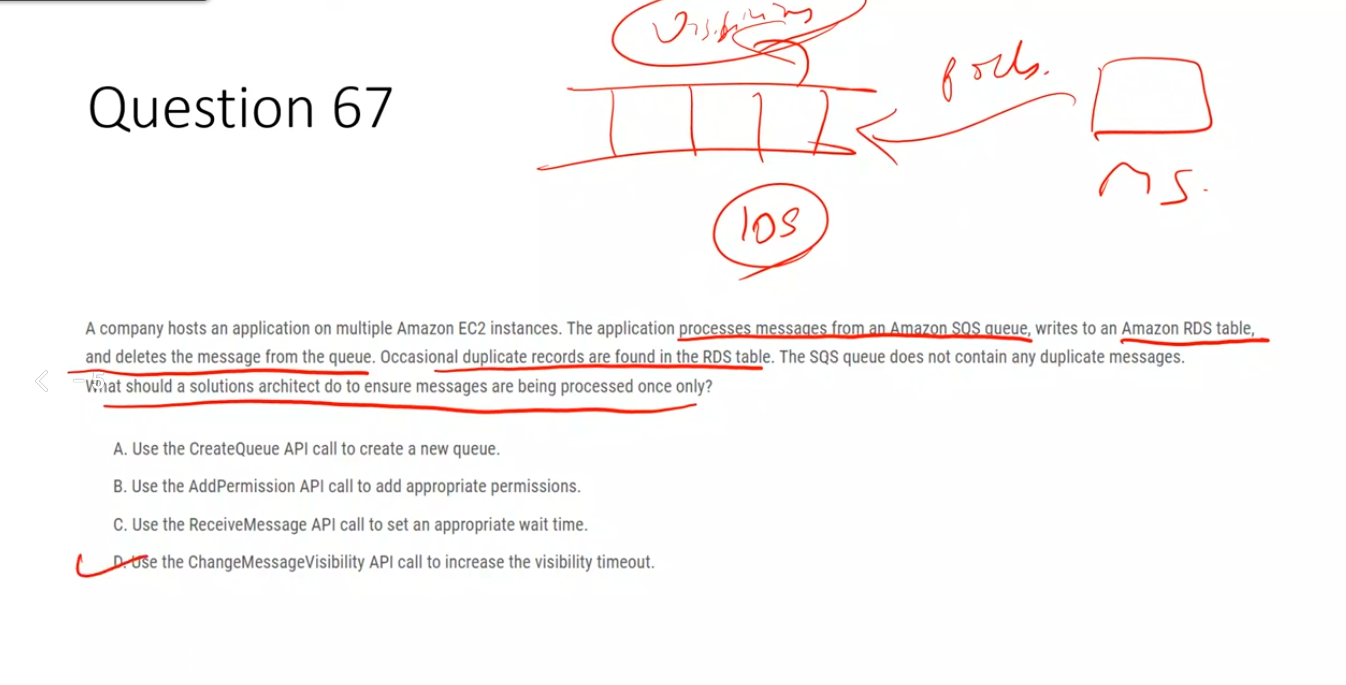 Visibility
polls.
Question 67
MS.
10s
A company hosts an application on multiple Amazon EC2 instances. The application processes messages from an Amazon SQS queue, writes to an Amazon RDS table,
and deletes the message from the queue. Occasional duplicate records are found in the RDS table. The SQS queue does not contain any duplicate messages.
What should a solutions architect do to ensure messages are being processed once only?
A. Use the CreateQueue API call to create a new queue.
B. Use the AddPermission API call to add appropriate permissions.
C. Use the ReceiveMessage API call to set an appropriate wait time.
D. Use the ChangeMessageVisibility API call to increase the visibility timeout.